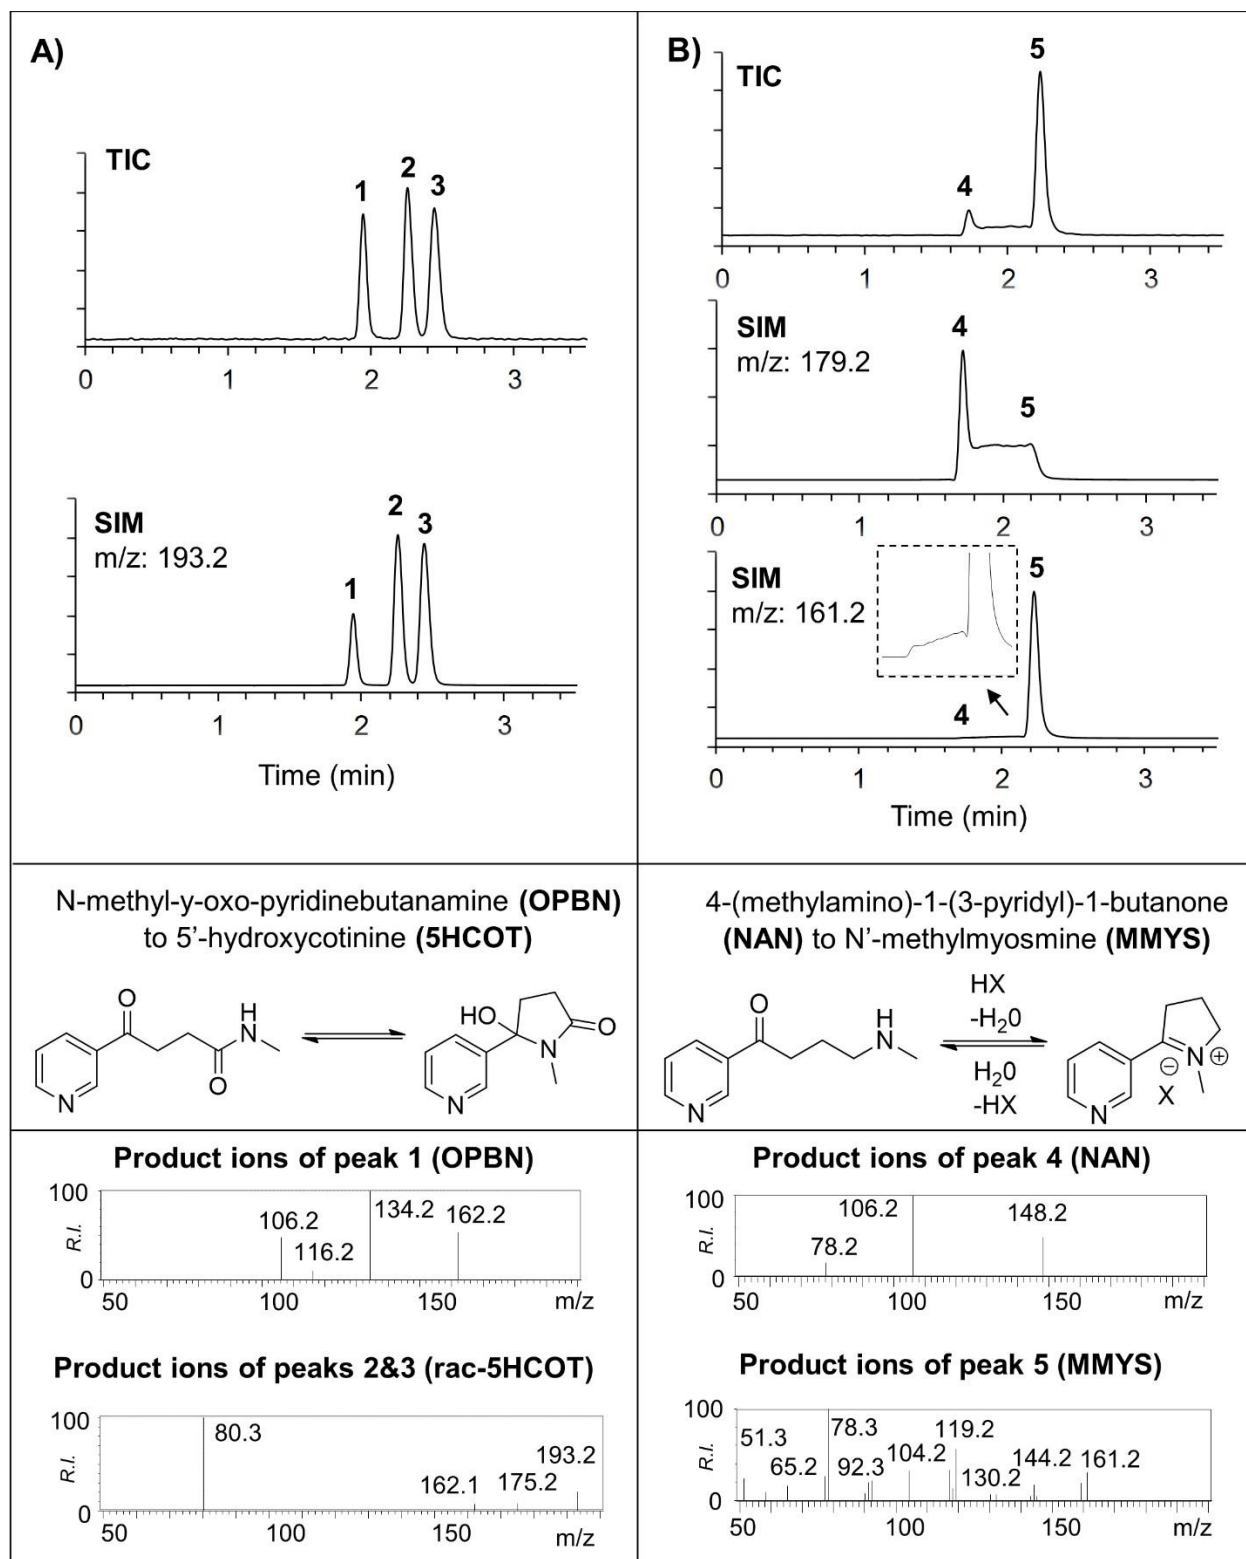 A)
TIC
1 2 3
0 1 2 3
SIM
m/z: 193.2
1 2 3
0 1 2 3
Time (min)
B)
TIC
4 5
0 1 2 3
SIM
m/z: 179.2
4 5
0 1 2 3
SIM
m/z: 161.2
4 5
0 1 2 3
Time (min)
N-methyl-y-oxo-pyridinebutanamine (OPBN)
to 5'-hydroxycotinine (5HCOT)
O
H
N
O
N
HO
N
O
N
4-(methylamino)-1-(3-pyridyl)-1-butanone
(NAN) to N'-methylmyosmine (MMYS)
O
H
N
N
HX
-H20
H20
-HX
N
+
−
X
N
Product ions of peak 1 (OPBN)
100
R.I.
0
106.2
116.2
134.2
162.2
100 150 m/z
Product ions of peaks 2&3 (rac-5HCOT)
100
R.I.
0
80.3
162.1
175.2
193.2
50 100 150 m/z
Product ions of peak 4 (NAN)
100
R.I.
0
78.2
106.2
148.2
50 100 150 m/z
Product ions of peak 5 (MMYS)
100
R.I.
0
51.3
65.2
78.3
92.3
104.2
119.2
130.2
144.2
161.2
50 100 150 m/z